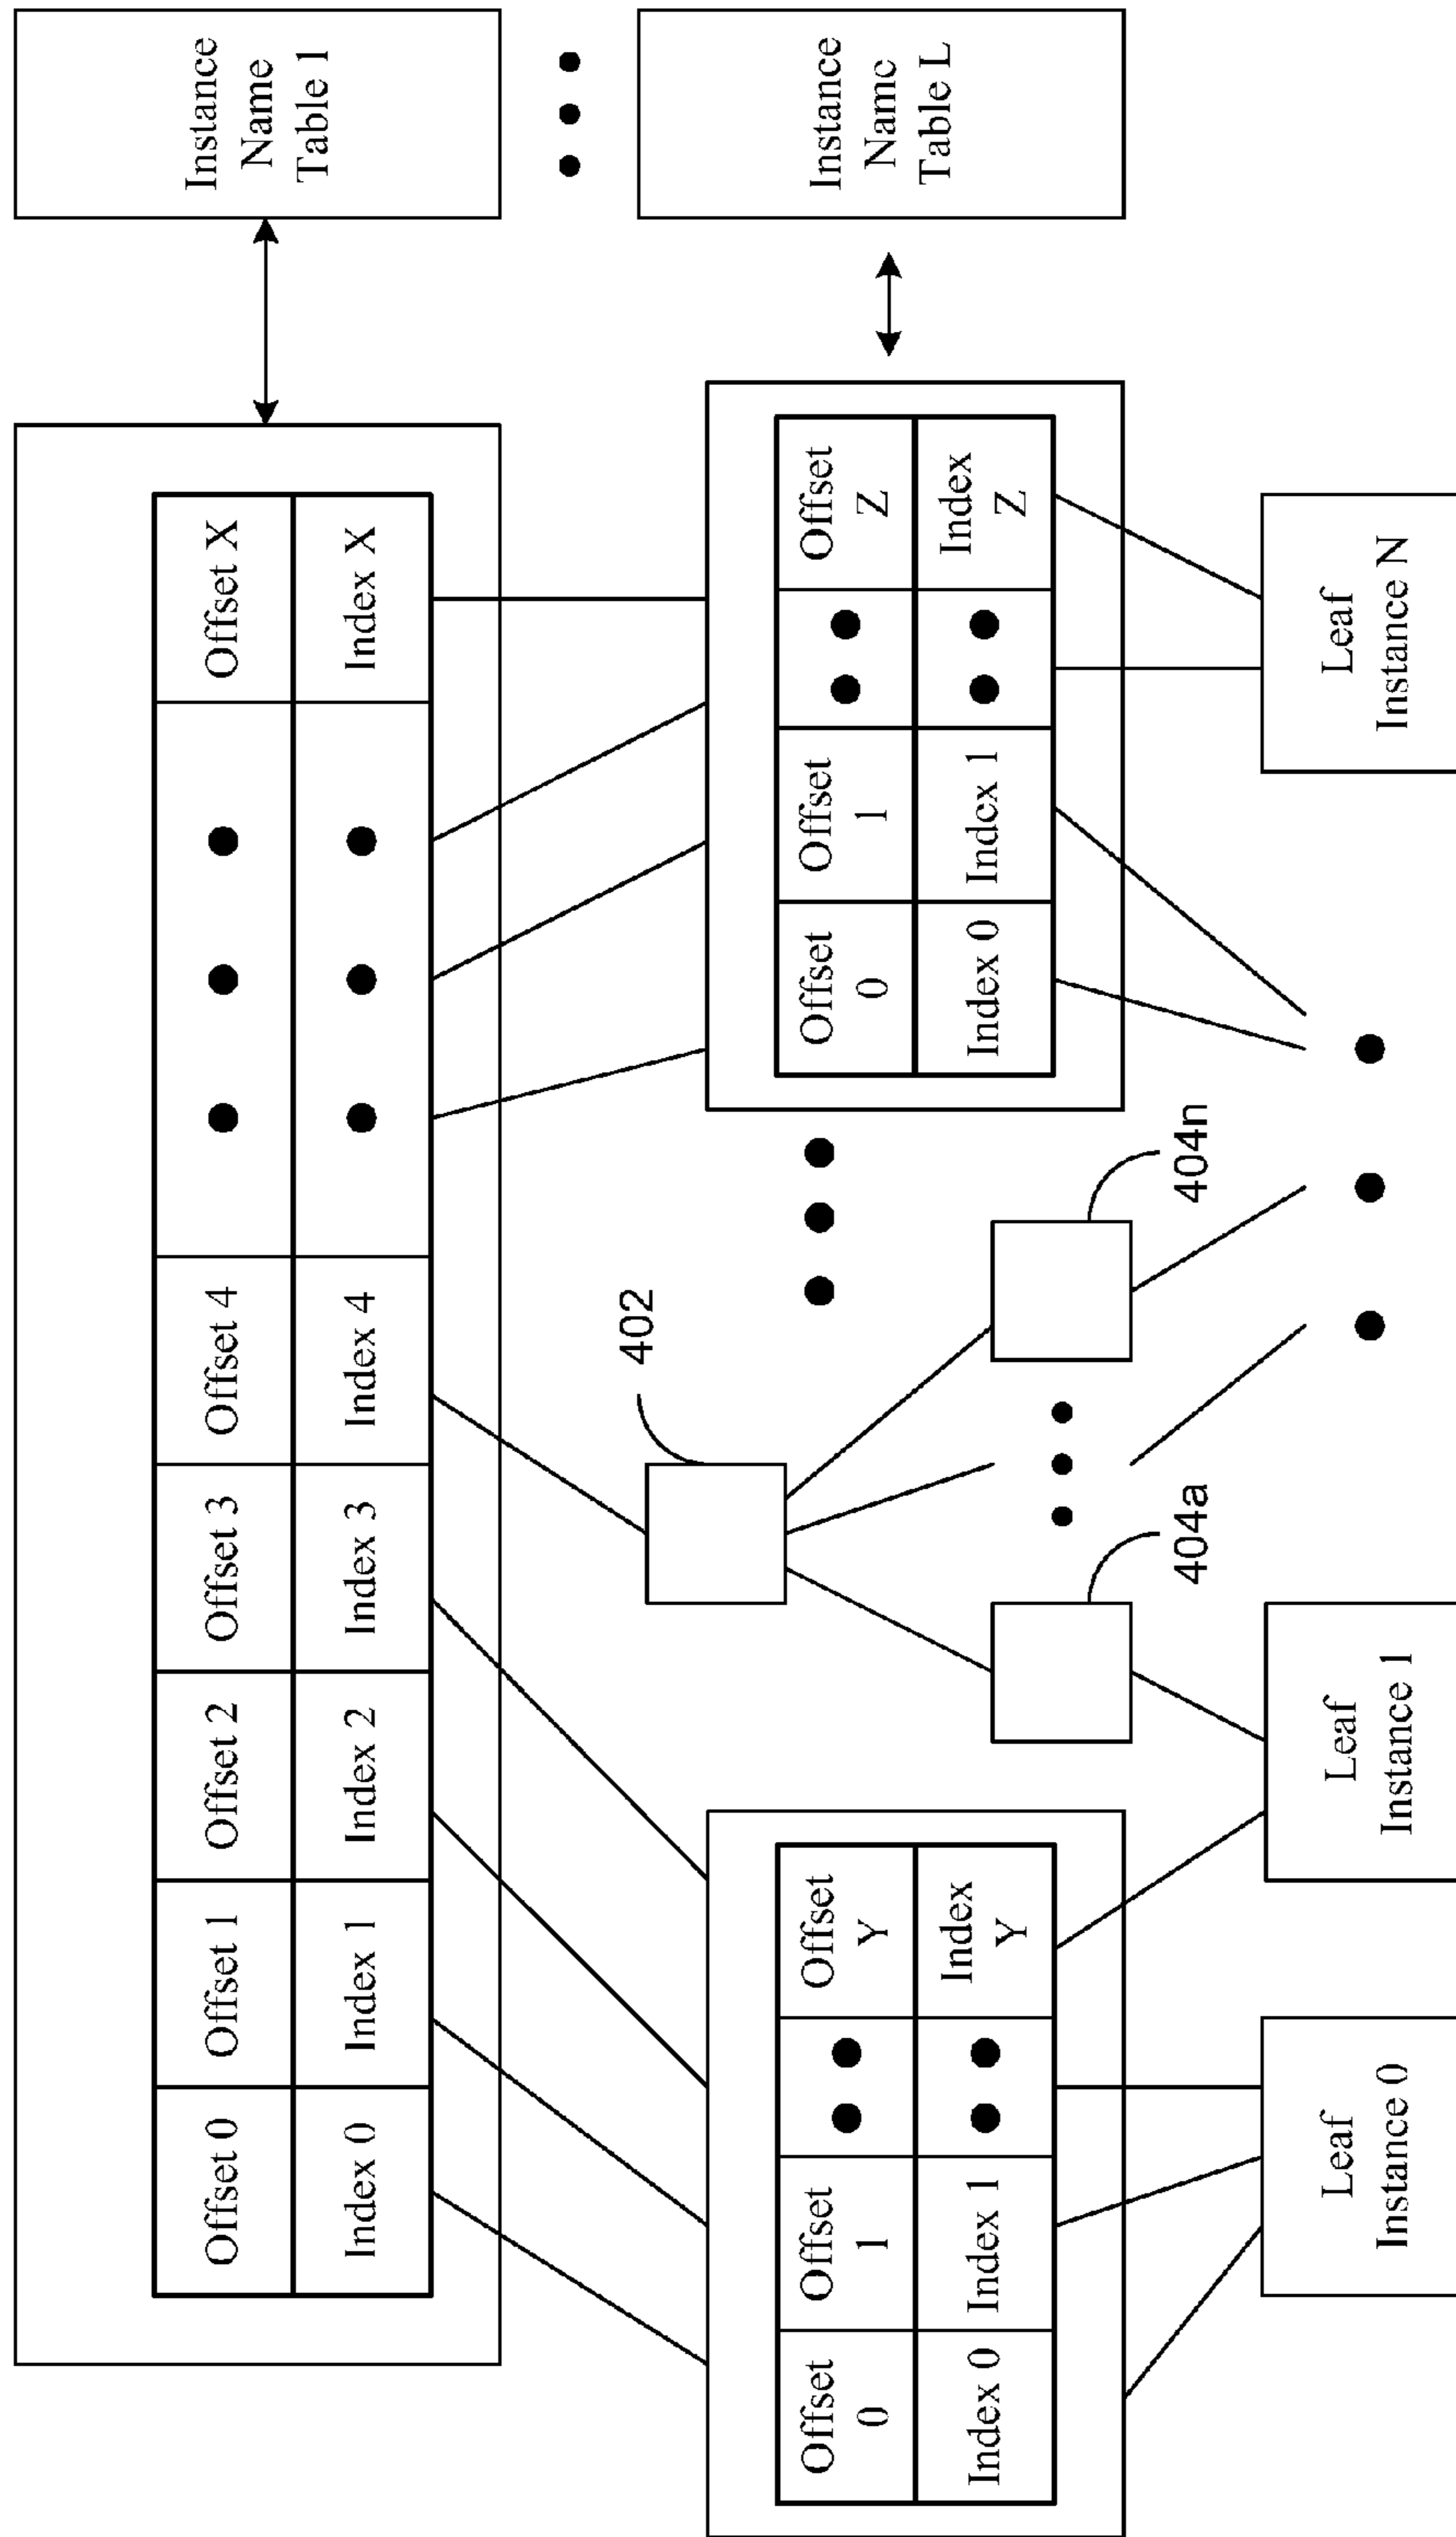 Offset 0 Offset 1 Offset 2 Offset 3 Offset 4 Offset X
Index 0 Index 1 Index 2 Index 3 Index 4 Index X
Instance
Name
Table 1
402
Offset
0
Offset
1
Offset
Y
Index 0 Index 1 Index
Y
Offset
0
Offset
1
Offset
Z
Index 0 Index 1 Index
Z
Instance
Name
Table L
404a
404n
Leaf
Instance 0
Leaf
Instance 1
Leaf
Instance N